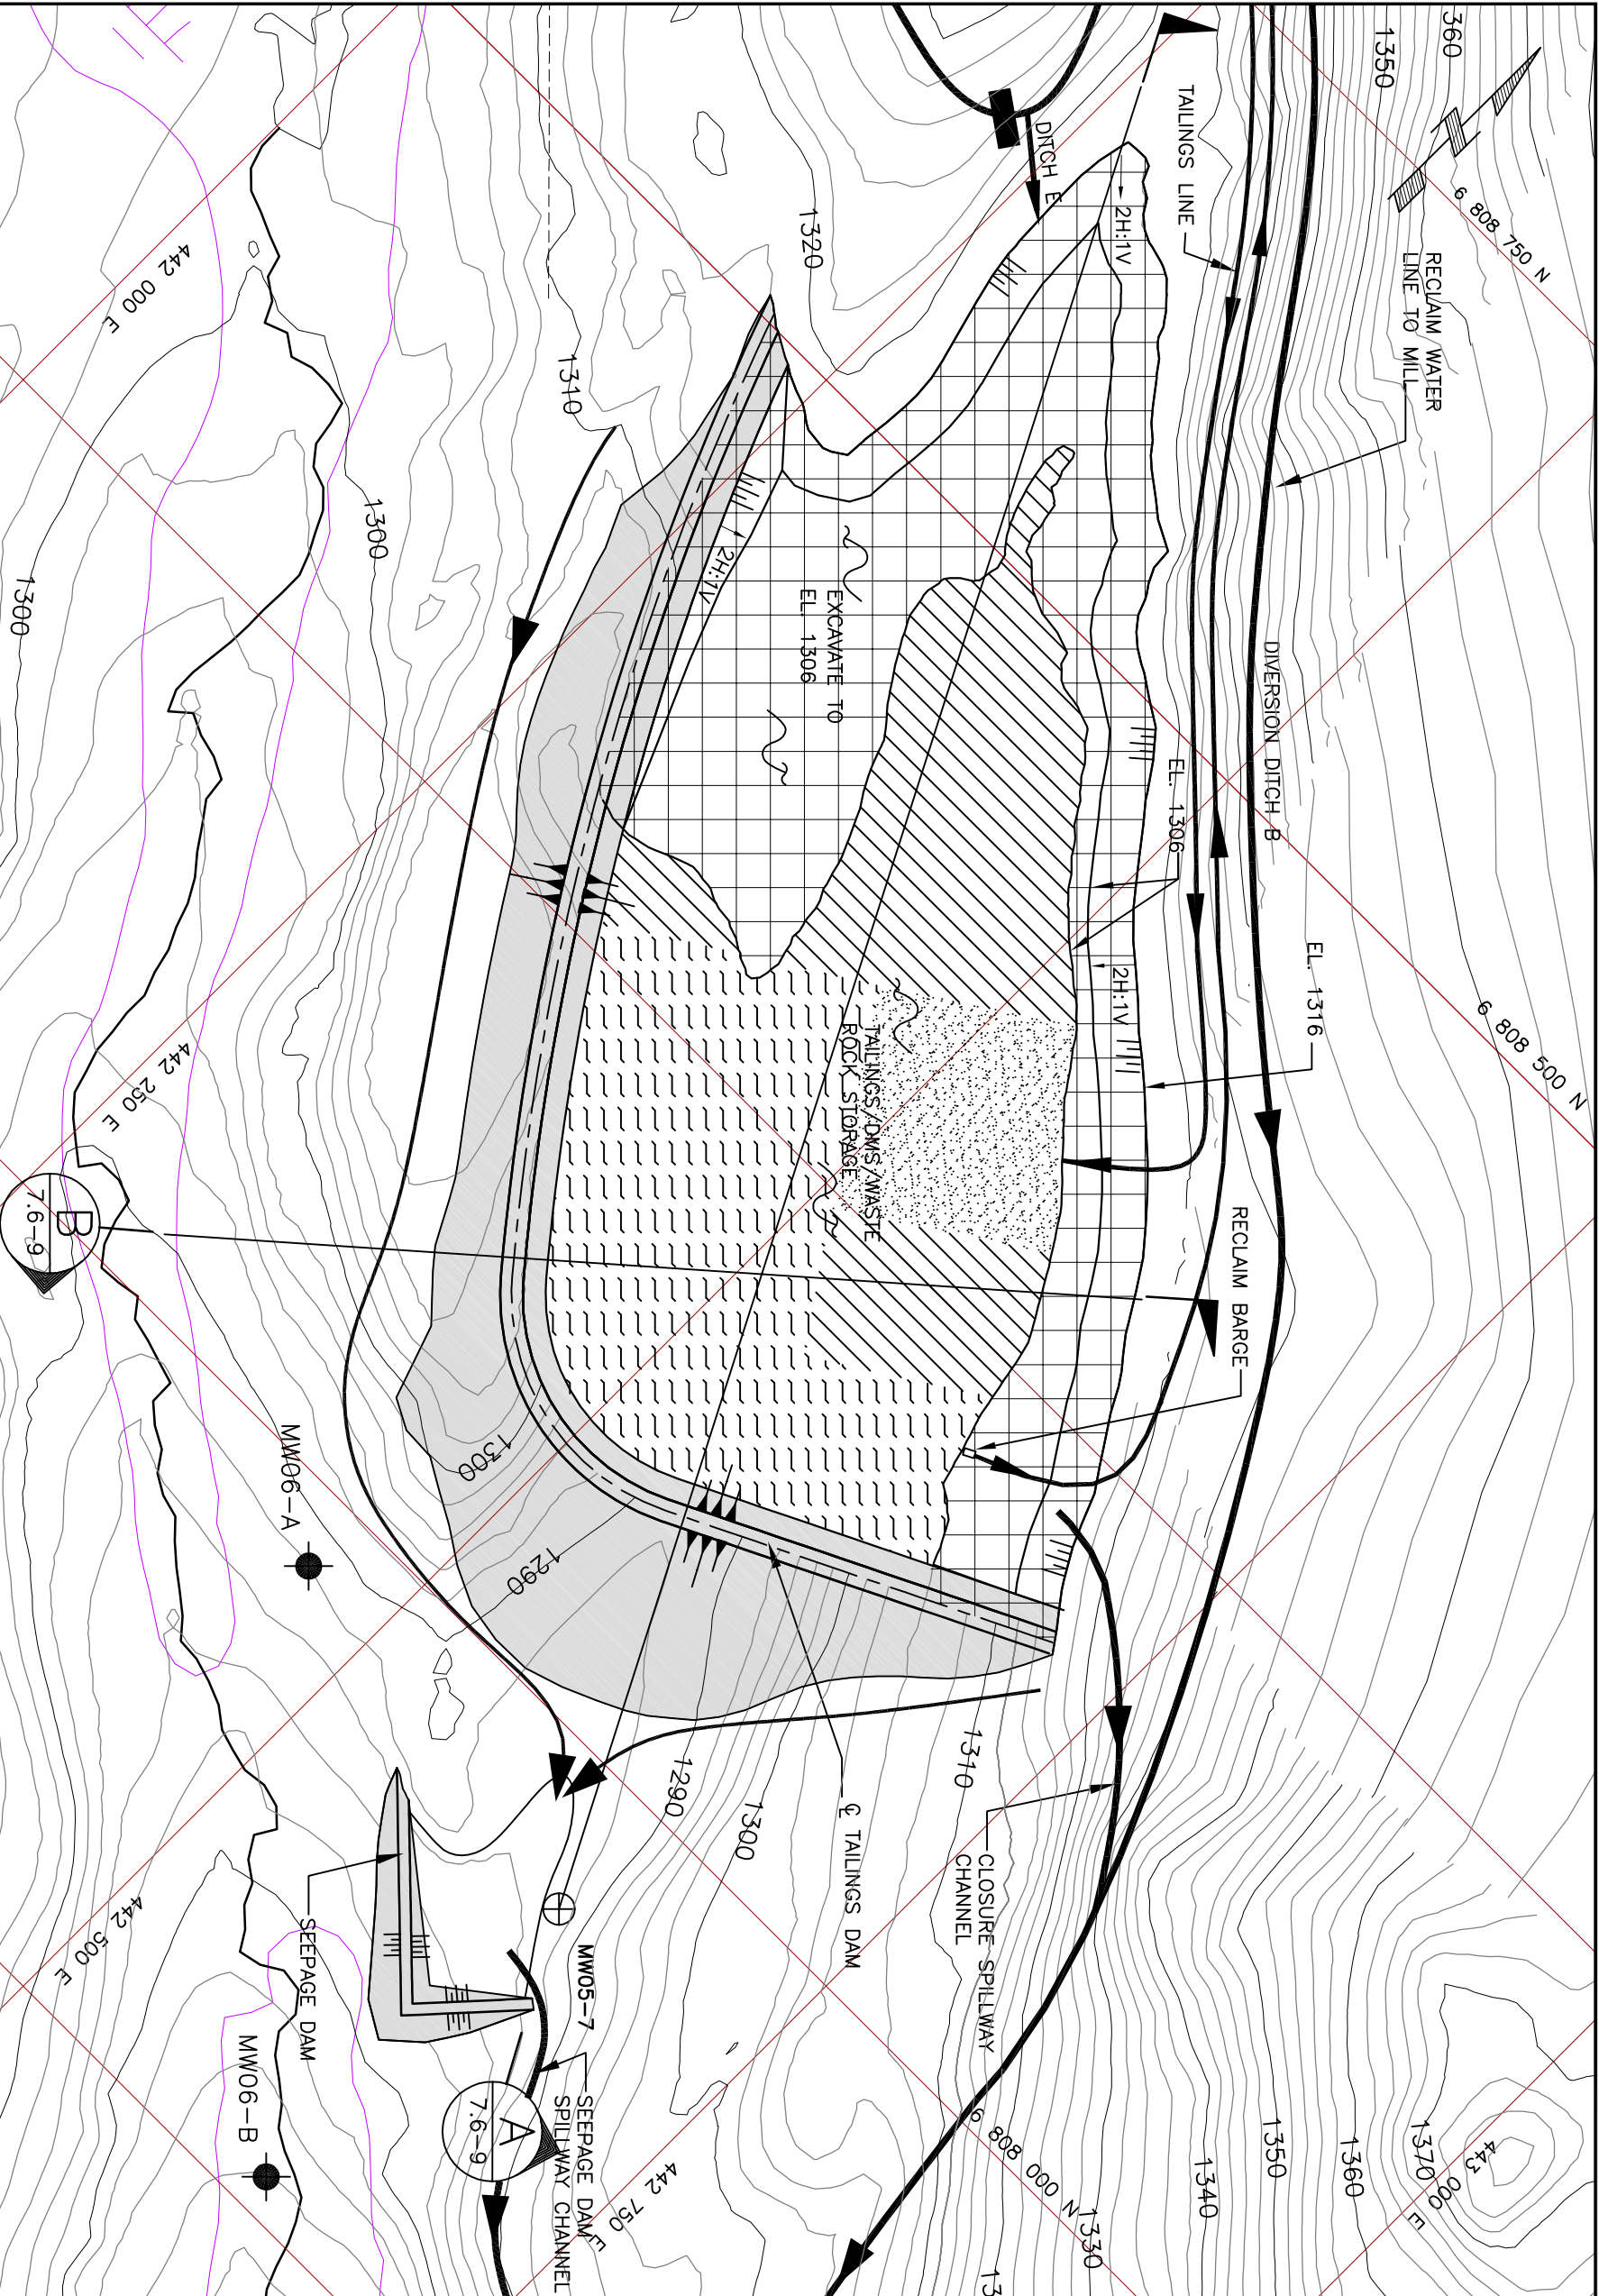 360
1350
6 808 750 N
RECLAIM WATER
LINE TO MILL
TAILINGS LINE
DITCH E
2H:1V
1320
442 000 E
1310
1300
1300
2H:1V
EXCAVATE TO
EL. 1306
DIVERSION DITCH B
EL. 1306
EL. 1316
2H:1V
6 808 500 N
TAILINGS/DMS/WASTE
ROCK STORAGE
442 250 E
B
7.6-9
RECLAIM BARGE
1300
1290
MW06-A
1310
1290
1300
℄ TAILINGS DAM
CLOSURE SPILLWAY
CHANNEL
442 500 E
SEEPAGE DAM
MW05-7
MW06-B
A
7.6-9
SEEPAGE DAM
SPILLWAY CHANNEL
442 750 E
6 808 000 N
1330
1340
1350
1360
1370
443 000 E
13